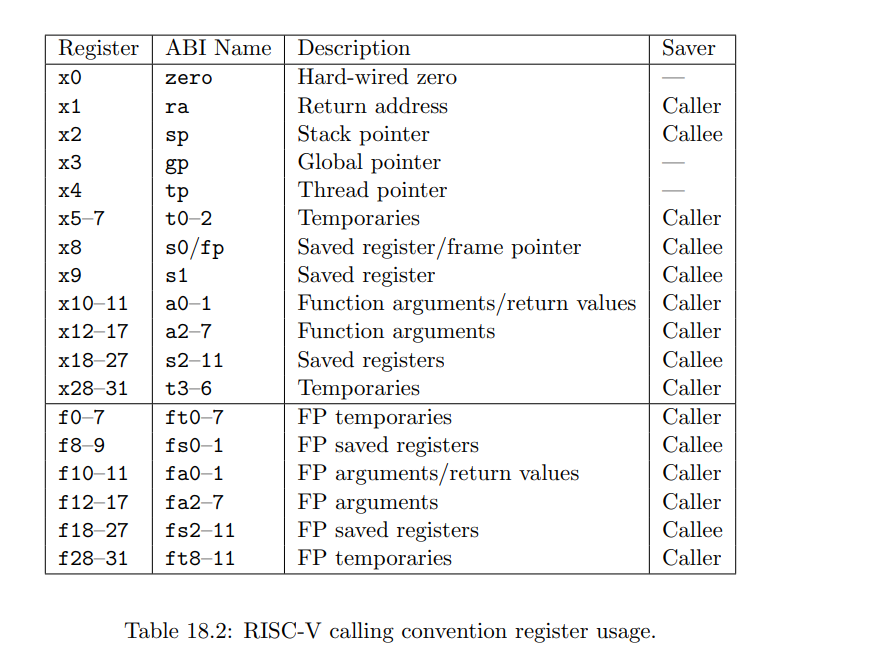 Register ABI Name Description Saver
x0 zero Hard-wired zero —
x1 ra Return address Caller
x2 sp Stack pointer Callee
x3 gp Global pointer —
x4 tp Thread pointer —
x5–7 t0–2 Temporaries Caller
x8 s0/fp Saved register/frame pointer Callee
x9 s1 Saved register Callee
x10–11 a0–1 Function arguments/return values Caller
x12–17 a2–7 Function arguments Caller
x18–27 s2–11 Saved registers Callee
x28–31 t3–6 Temporaries Caller
f0–7 ft0–7 FP temporaries Caller
f8–9 fs0–1 FP saved registers Callee
f10–11 fa0–1 FP arguments/return values Caller
f12–17 fa2–7 FP arguments Caller
f18–27 fs2–11 FP saved registers Callee
f28–31 ft8–11 FP temporaries Caller
Table 18.2: RISC-V calling convention register usage.